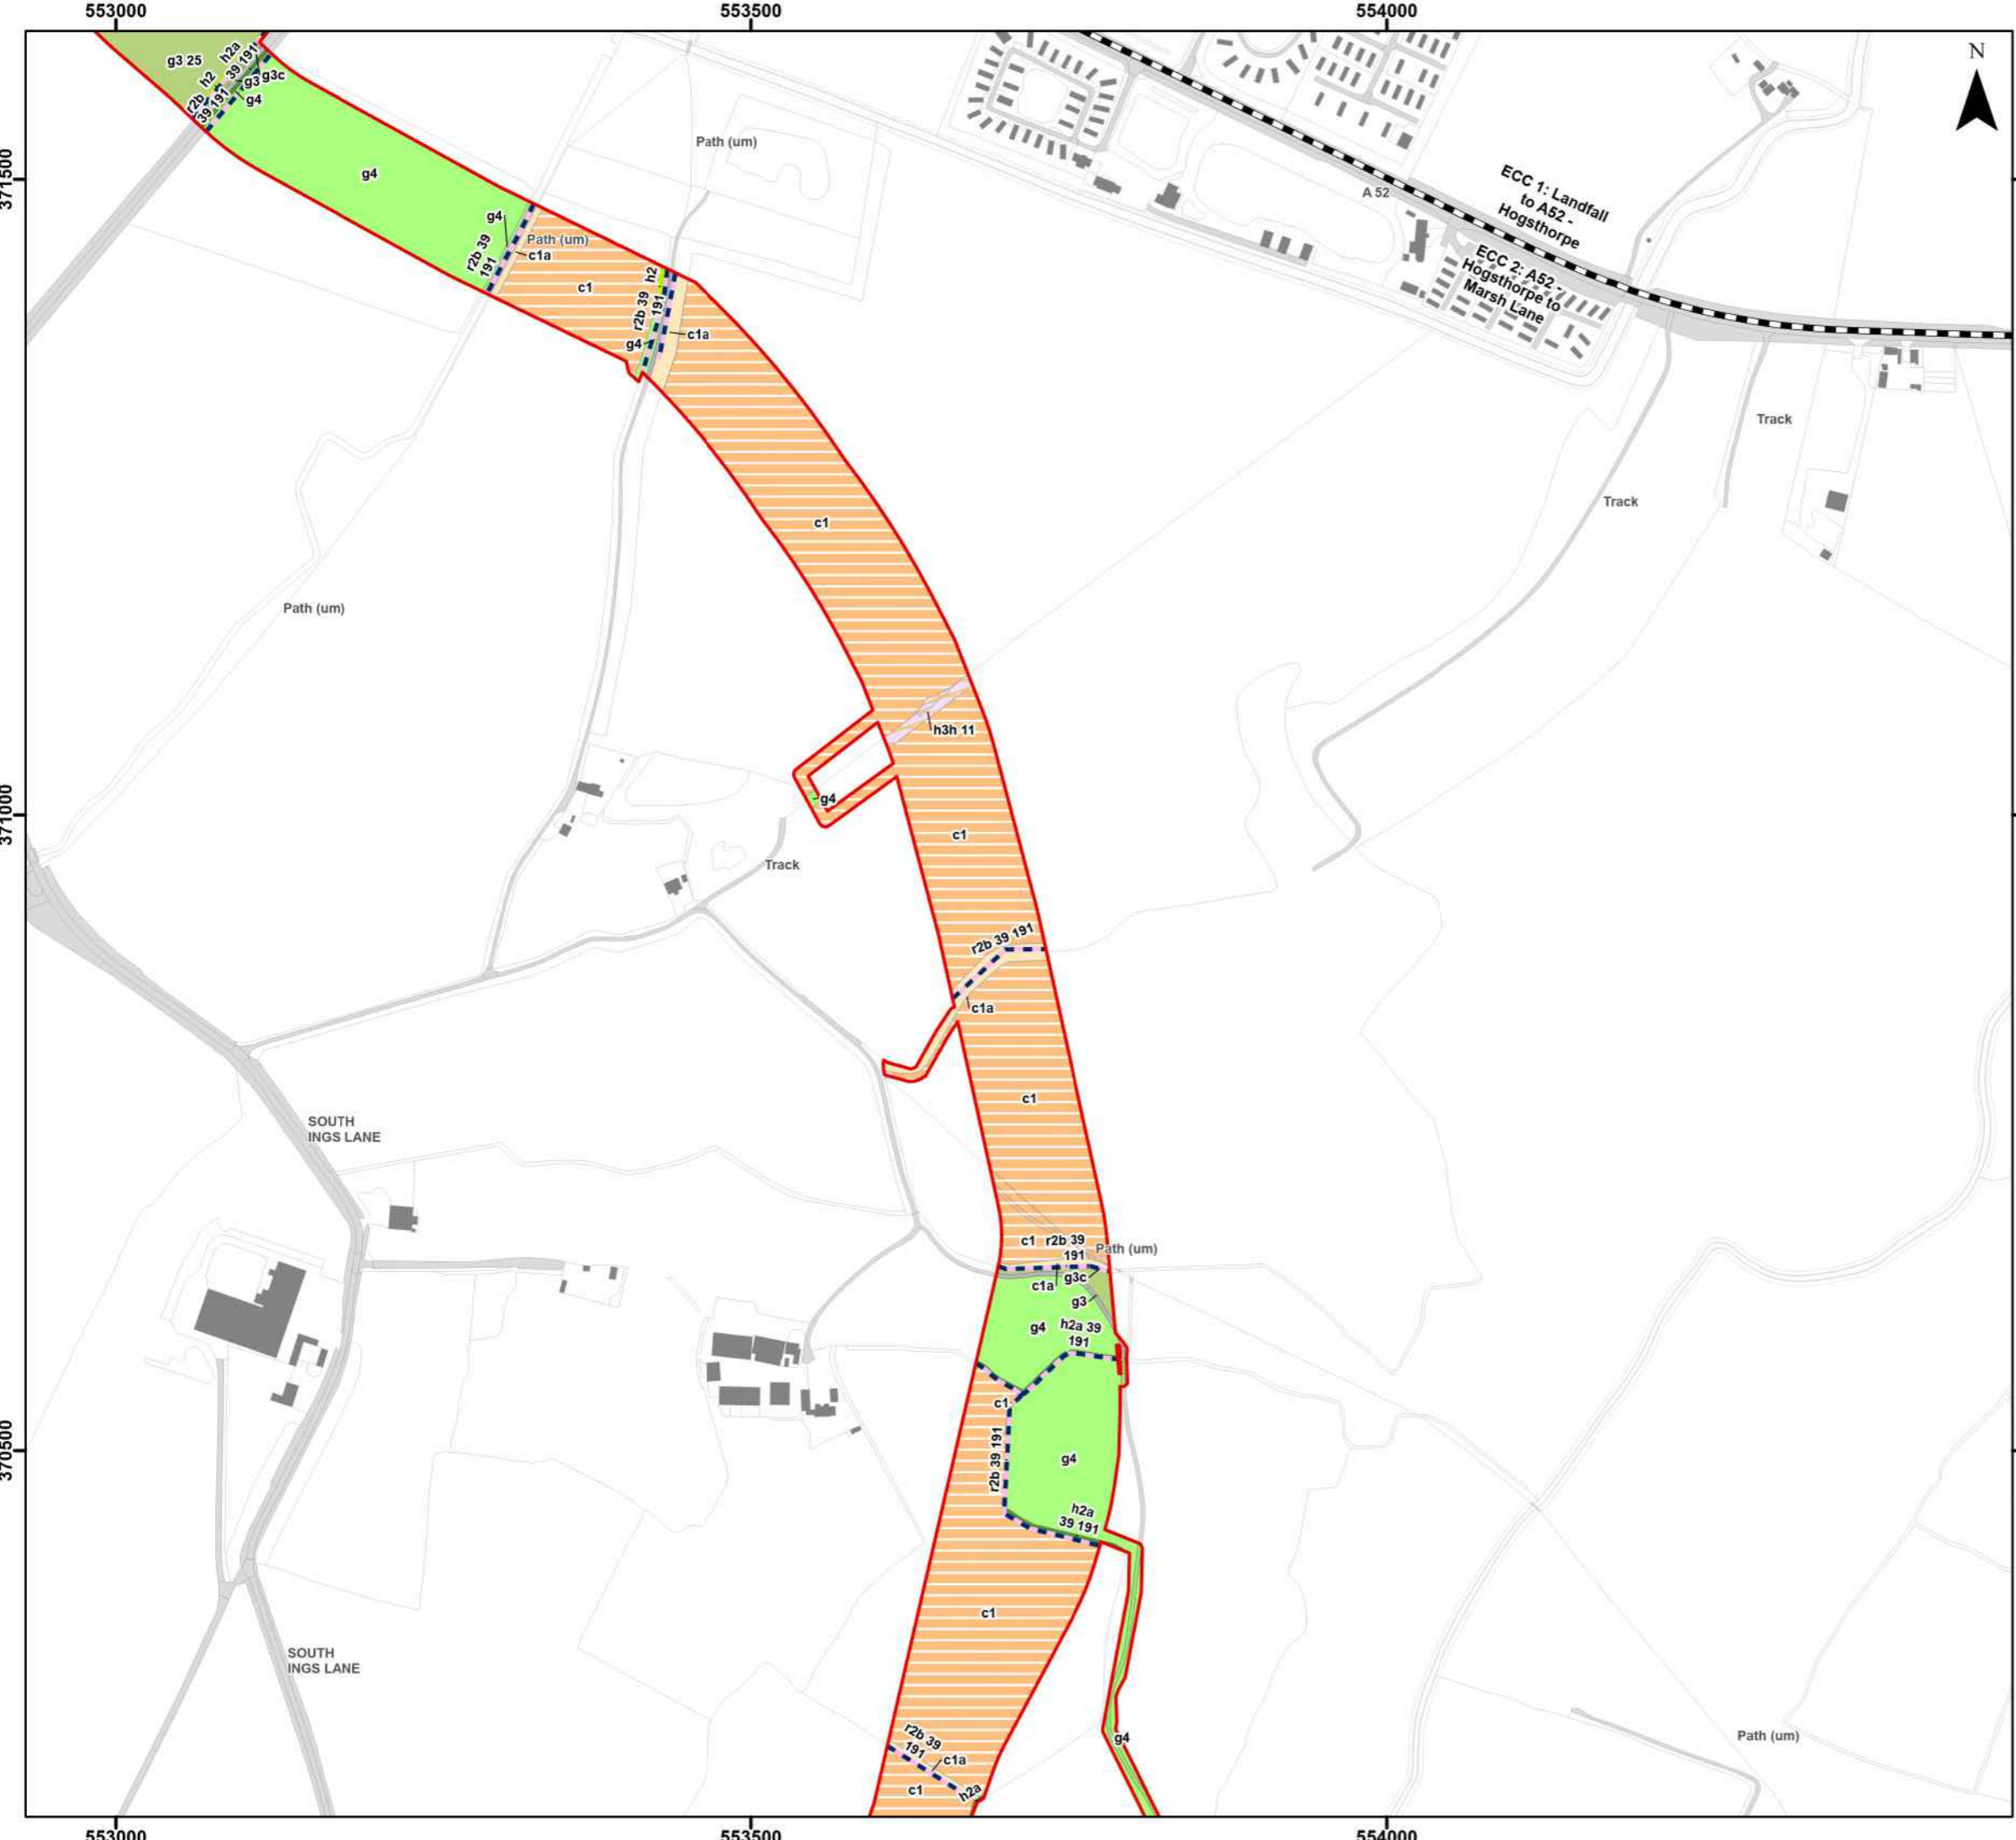 553000
553500
554000
N
371500
371000
370500
g3 25
h2a
39 191
h2
g3
g3c
g4
r2b
39 191
g4
Path (um)
A 52
ECC 1: Landfall
to A52 -
Hogsthorpe
ECC 2: A52 -
Hogsthorpe to
Marsh Lane
g4
r2b 39
191
Path (um)
c1a
c1
h2
r2b 39
191
g4
c1a
Track
Track
c1
Path (um)
h3h 11
g4
c1
Track
r2b 39 191
c1a
c1
SOUTH
INGS LANE
c1
r2b 39
191
Path (um)
c1a
g3c
g3
g4
h2a 39
191
c1
r2b 39 191
g4
h2a
39 191
c1
SOUTH
INGS LANE
r2b 39
191
c1a
c1
h2a
g4
Path (um)
553000
553500
554000